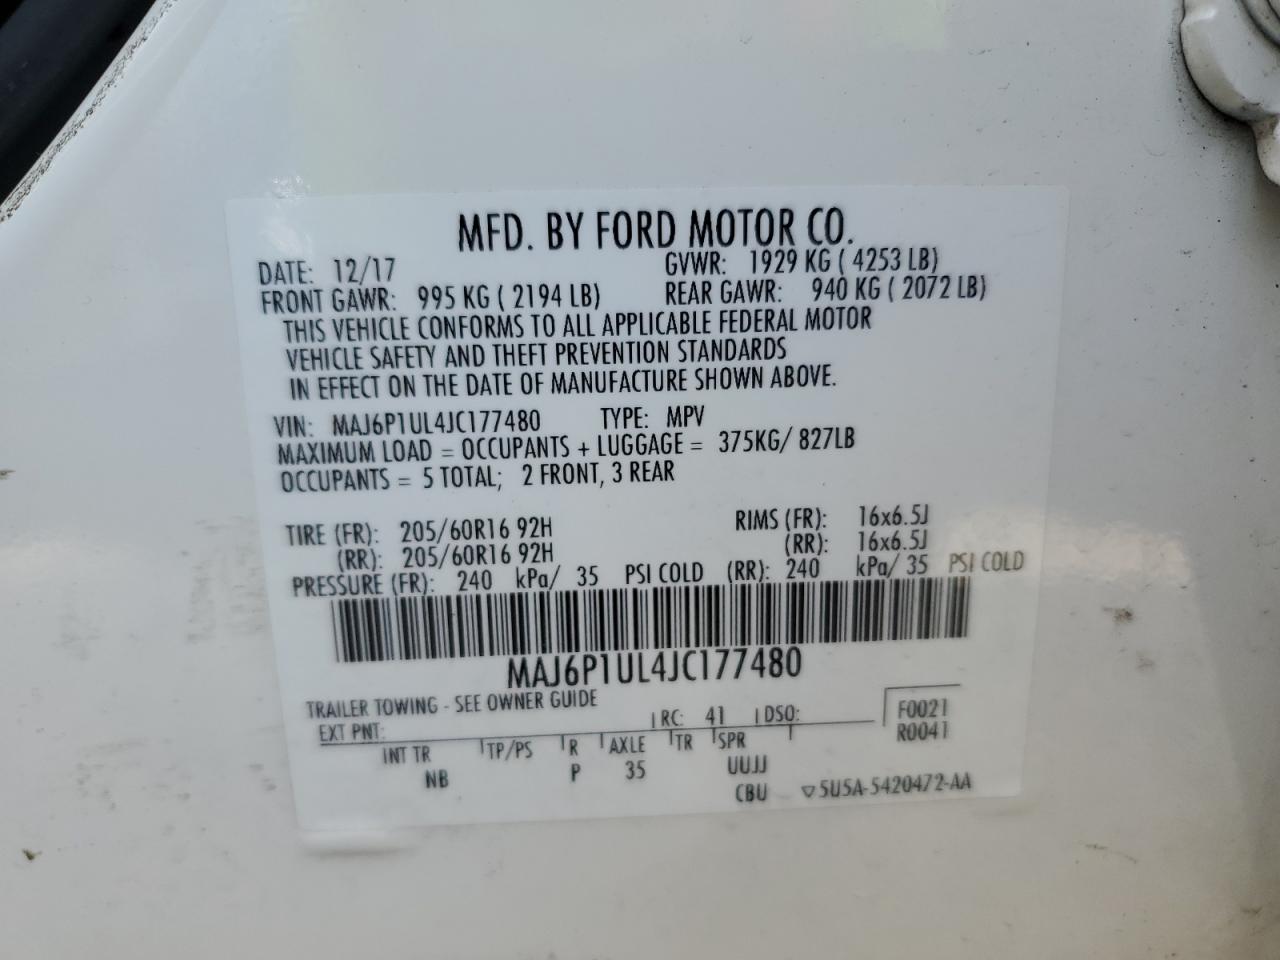 MFD. BY FORD MOTOR CO.
DATE: 12/17 GVWR: 1929 KG ( 4253 LB)
FRONT GAWR: 995 KG ( 2194 LB) REAR GAWR: 940 KG ( 2072 LB)
THIS VEHICLE CONFORMS TO ALL APPLICABLE FEDERAL MOTOR
VEHICLE SAFETY AND THEFT PREVENTION STANDARDS
IN EFFECT ON THE DATE OF MANUFACTURE SHOWN ABOVE.
VIN: MAJ6P1UL4JC177480 TYPE: MPV
MAXIMUM LOAD = OCCUPANTS + LUGGAGE = 375KG/ 827LB
OCCUPANTS = 5 TOTAL; 2 FRONT, 3 REAR
TIRE (FR): 205/60R16 92H RIMS (FR): 16x6.5J
(RR): 205/60R16 92H (RR): 16x6.5J
PRESSURE (FR): 240 kPa/ 35 PSI COLD (RR): 240 kPa/ 35 PSI COLD
MAJ6P1UL4JC177480
TRAILER TOWING - SEE OWNER GUIDE
EXT PNT: RC: 41 DSO: F0021
INT TR TP/PS R AXLE TR SPR R0041
NB P 35 UUJJ
CBU ▽5U5A-5420472-AA